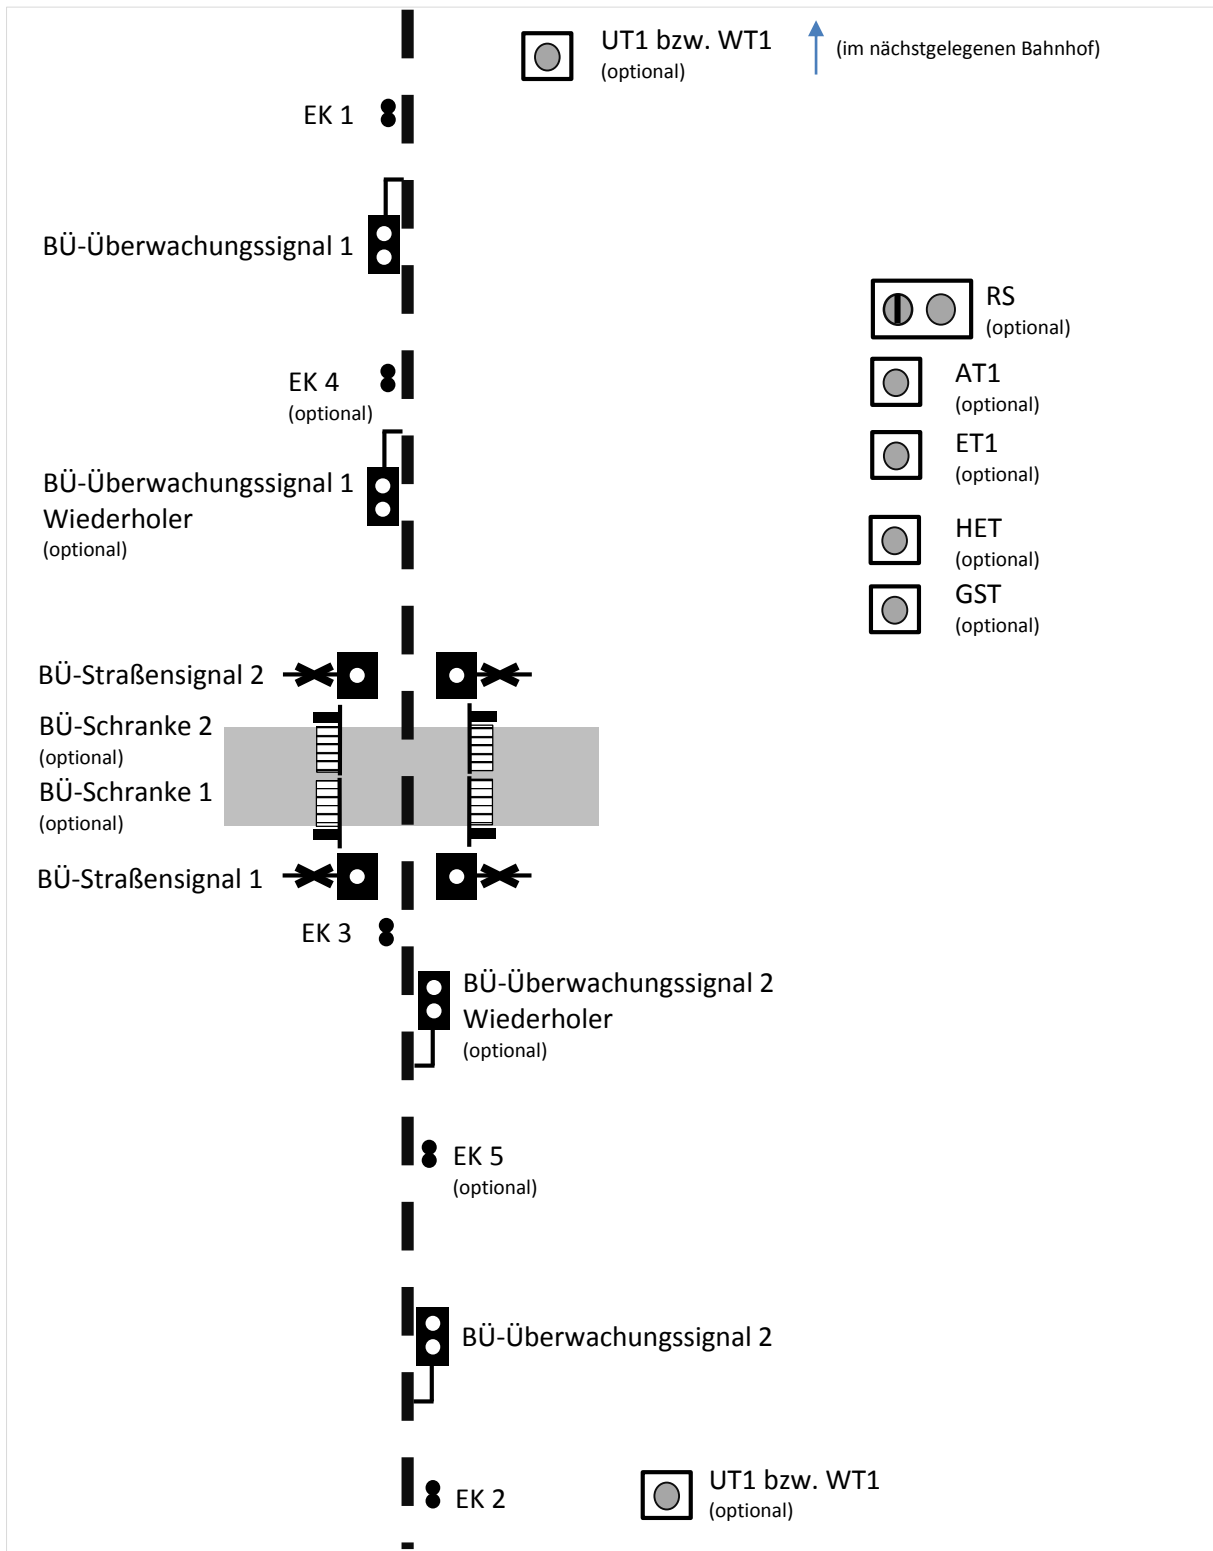 UT1 bzw. WT1
(optional)
(im nächstgelegenen Bahnhof)
EK 1
BÜ-Überwachungssignal 1
RS
(optional)
EK 4
(optional)
AT1
(optional)
ET1
(optional)
BÜ-Überwachungssignal 1
Wiederholer
(optional)
HET
(optional)
GST
(optional)
BÜ-Straßensignal 2
BÜ-Schranke 2
(optional)
BÜ-Schranke 1
(optional)
BÜ-Straßensignal 1
EK 3
BÜ-Überwachungssignal 2
Wiederholer
(optional)
EK 5
(optional)
BÜ-Überwachungssignal 2
EK 2
UT1 bzw. WT1
(optional)